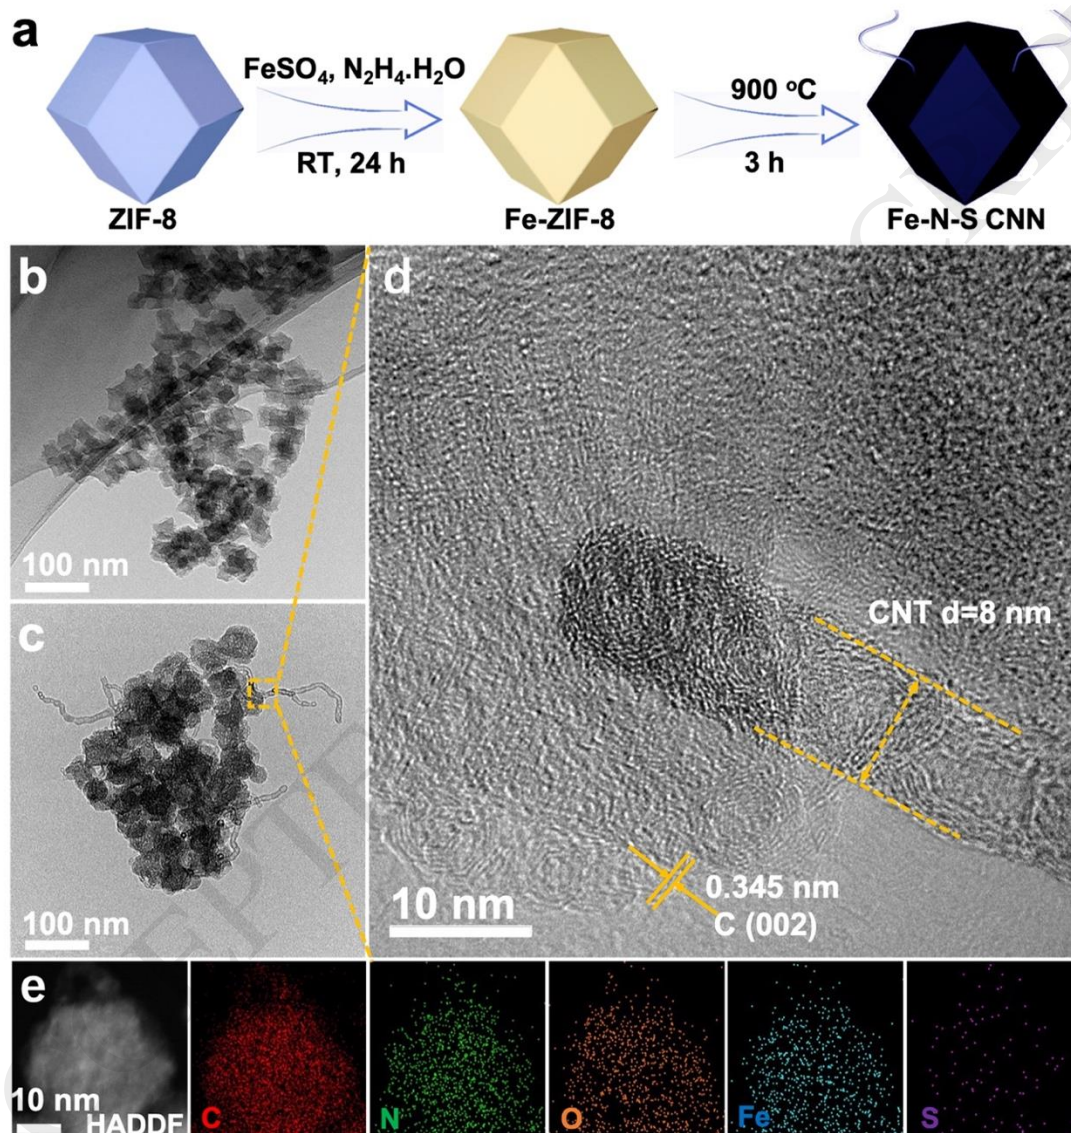 a
FeSO₄, N₂H₄.H₂O
RT, 24 h
900 °C
3 h
ZIF-8
Fe-ZIF-8
Fe-N-S CNN
b
100 nm
c
100 nm
d
CNT d=8 nm
0.345 nm
C (002)
10 nm
e
10 nm
HADDF
C
N
O
Fe
S